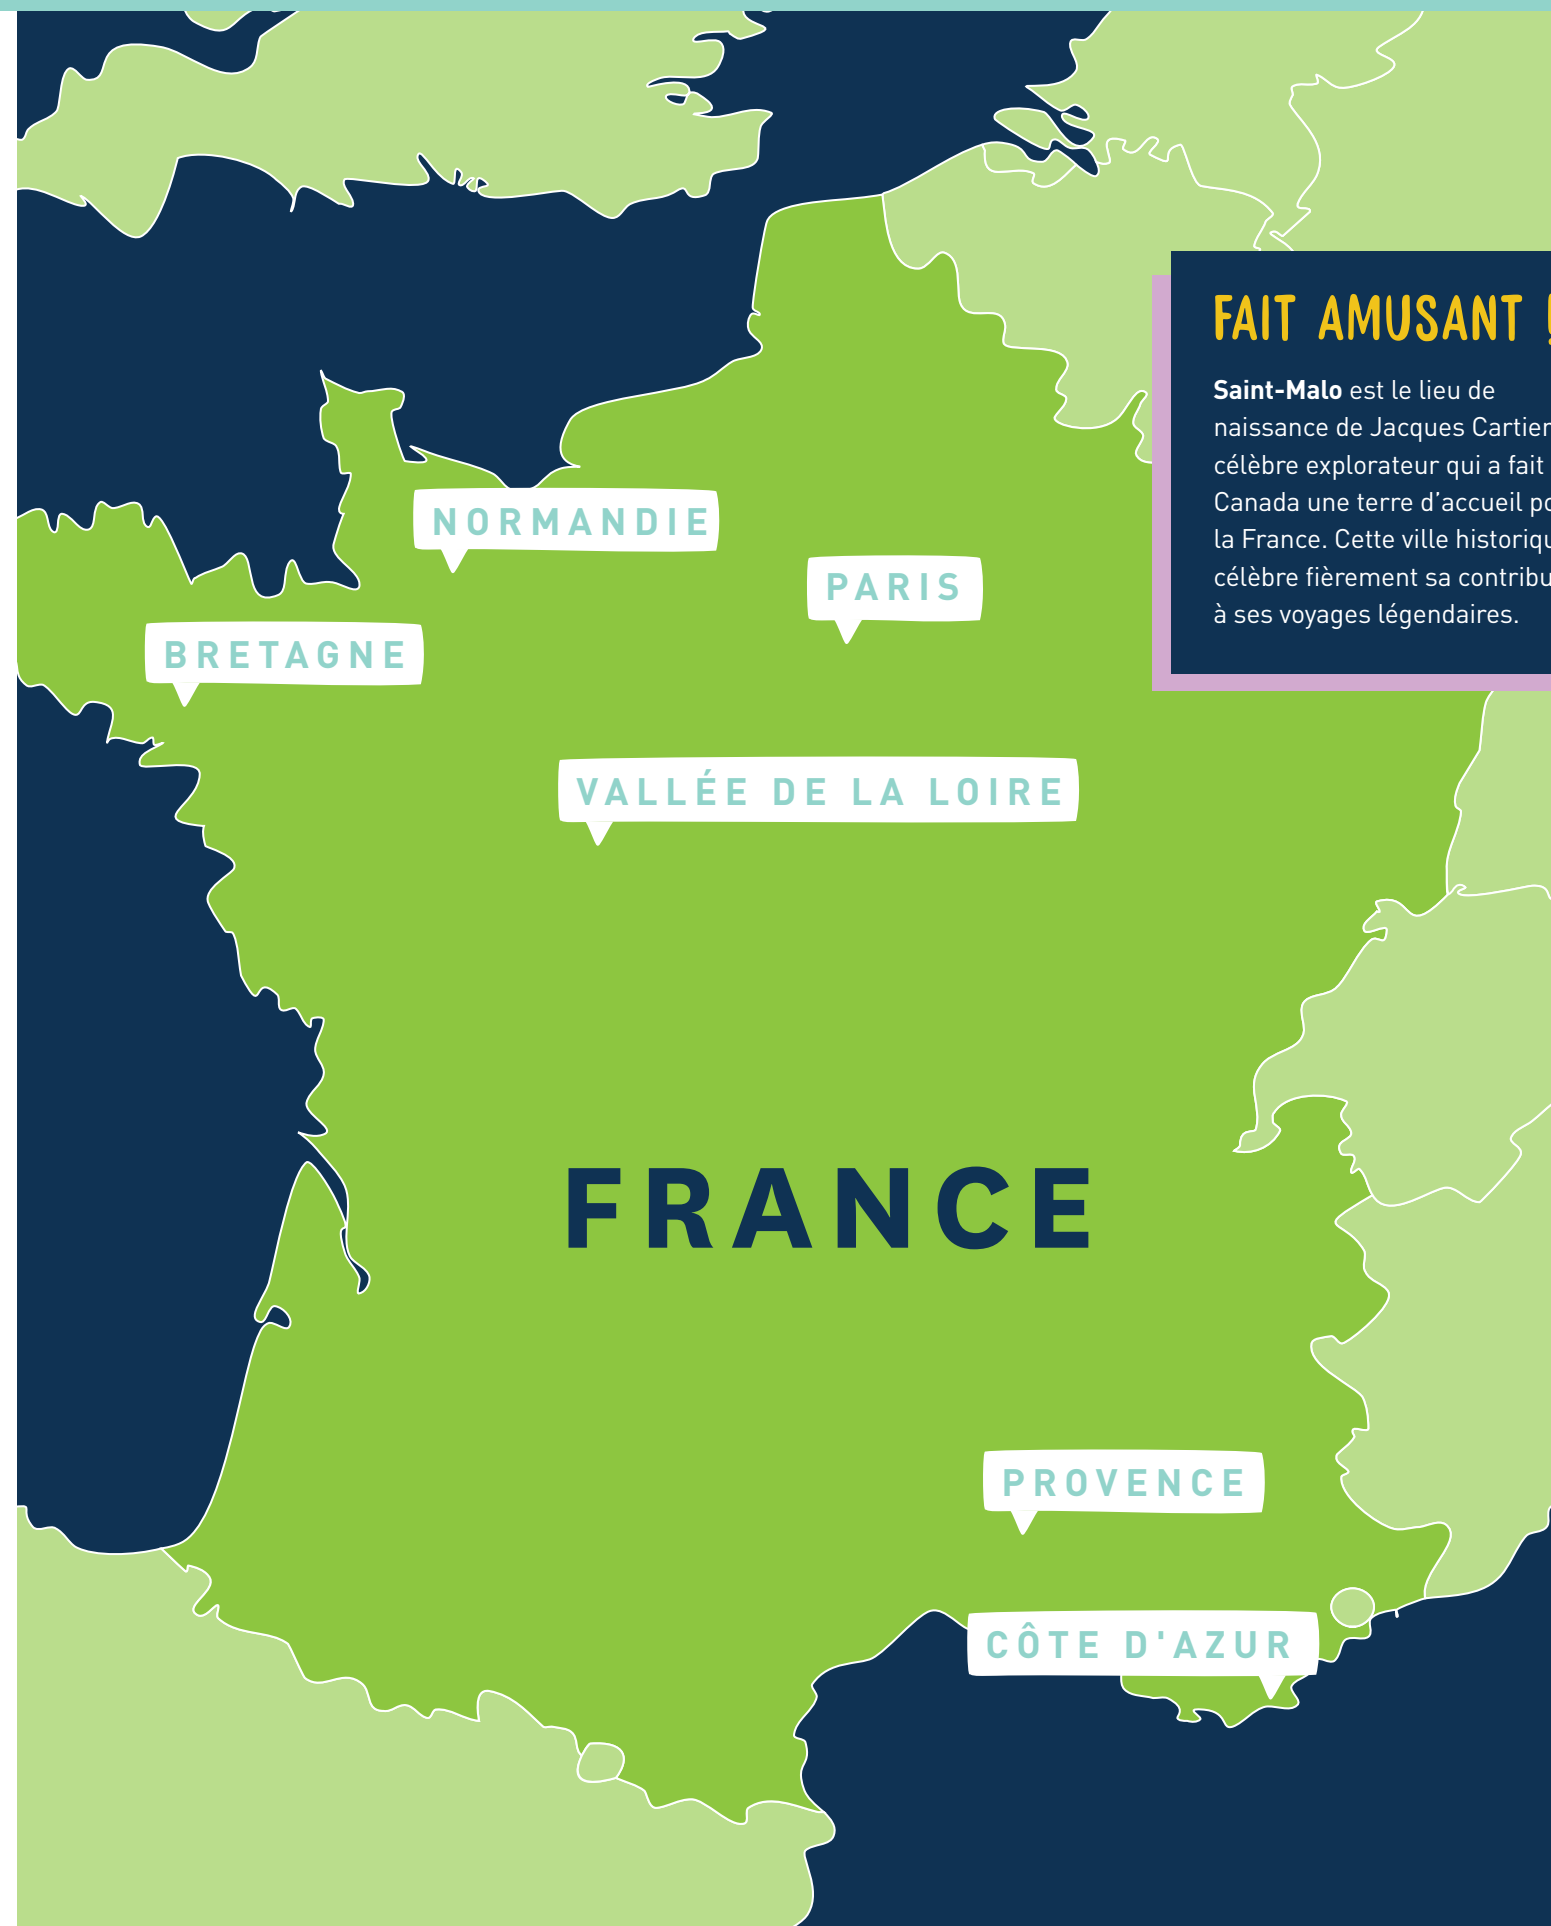 FAIT AMUSANT
Saint-Malo est le lieu de
naissance de Jacques Cartier
célèbre explorateur qui a fait
Canada une terre d'accueil
la France. Cette ville
célèbre fièrement sa
à ses voyages légendaires.
NORMANDIE
PARIS
BRETAGNE
VALLÉE DE LA LOIRE
FRANCE
PROVENCE
CÔTE D'AZUR